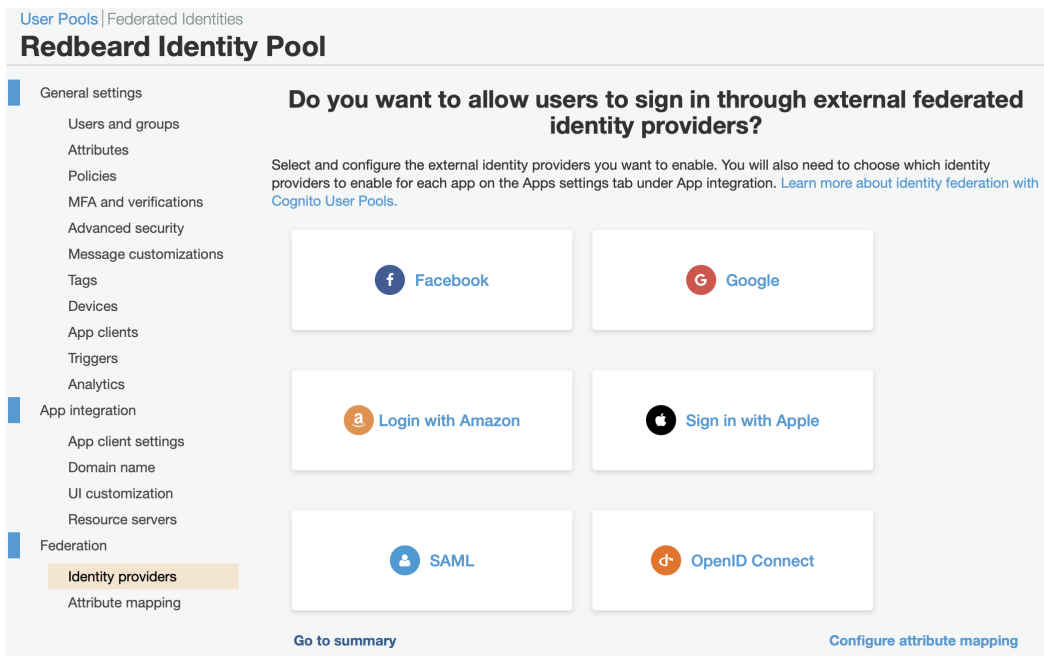 User Pools | Federated Identities
Redbeard Identity Pool
General settings
Users and groups
Attributes
Policies
MFA and verifications
Advanced security
Message customizations
Tags
Devices
App clients
Triggers
Analytics
App integration
App client settings
Domain name
UI customization
Resource servers
Federation
Identity providers
Attribute mapping
Do you want to allow users to sign in through external federated
identity providers?
Select and configure the external identity providers you want to enable. You will also need to choose which identity
providers to enable for each app on the Apps settings tab under App integration. Learn more about identity federation with
Cognito User Pools.
Facebook
Google
Login with Amazon
Sign in with Apple
SAML
OpenID Connect
Go to summary
Configure attribute mapping